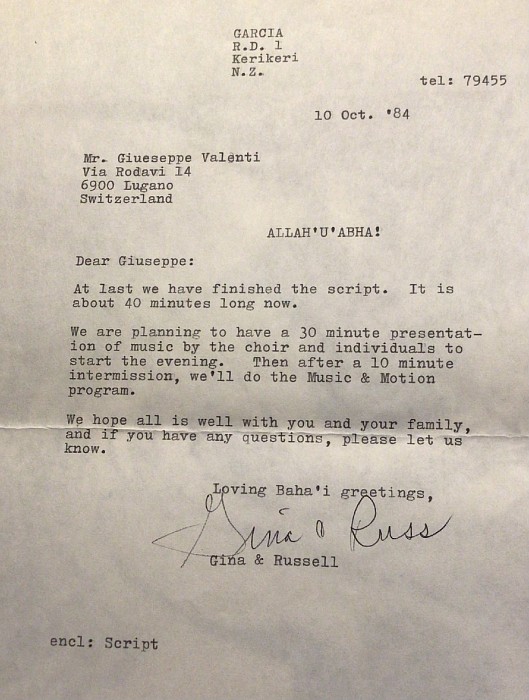 GARCIA
R.D. 1
Kerikeri
N.Z.
tel: 79455
10 Oct. '84
Mr. Giueseppe Valenti
Via Rodavi 14
6900 Lugano
Switzerland
ALLAH'U'ABHA!
Dear Giuseppe:
At last we have finished the script. It is
about 40 minutes long now.
We are planning to have a 30 minute presentat-
ion of music by the choir and individuals to
start the evening. Then after a 10 minute
intermission, we'll do the Music & Motion
program.
We hope all is well with you and your family,
and if you have any questions, please let us
know.
Loving Baha'i greetings,
Gina & Russ
Gina & Russell
encl: Script